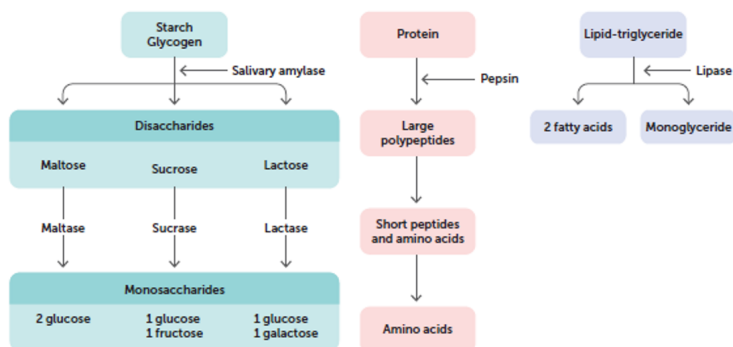 Starch
Glycogen
Salivary amylase
Disaccharides
Maltose
Sucrose
Lactose
Maltase
Sucrase
Lactase
Monosaccharides
2 glucose
1 glucose
1 fructose
1 glucose
1 galactose
Protein
Pepsin
Large
polypeptides
Short peptides
and amino acids
Amino acids
Lipid-triglyceride
Lipase
2 fatty acids
Monoglyceride